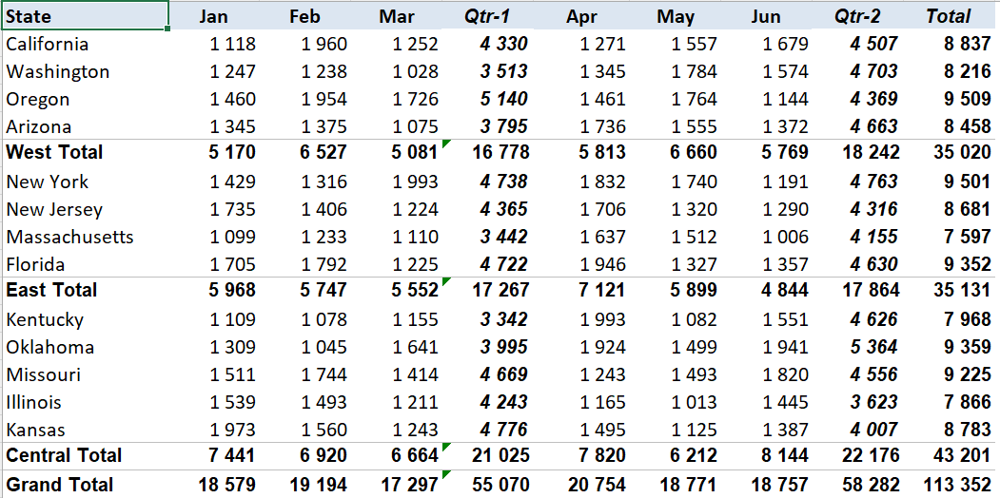 State Jan Feb Mar Qtr-1 Apr May Jun Qtr-2 Total
California 1 118 1 960 1 252 4 330 1 271 1 557 1 679 4 507 8 837
Washington 1 247 1 238 1 028 3 513 1 345 1 784 1 574 4 703 8 216
Oregon 1 460 1 954 1 726 5 140 1 461 1 764 1 144 4 369 9 509
Arizona 1 345 1 375 1 075 3 795 1 736 1 555 1 372 4 663 8 458
West Total 5 170 6 527 5 081 16 778 5 813 6 660 5 769 18 242 35 020
New York 1 429 1 316 1 993 4 738 1 832 1 740 1 191 4 763 9 501
New Jersey 1 735 1 406 1 224 4 365 1 706 1 320 1 290 4 316 8 681
Massachusetts 1 099 1 233 1 110 3 442 1 637 1 512 1 006 4 155 7 597
Florida 1 705 1 792 1 225 4 722 1 946 1 327 1 357 4 630 9 352
East Total 5 968 5 747 5 552 17 267 7 121 5 899 4 844 17 864 35 131
Kentucky 1 109 1 078 1 155 3 342 1 993 1 082 1 551 4 626 7 968
Oklahoma 1 309 1 045 1 641 3 995 1 924 1 499 1 941 5 364 9 359
Missouri 1 511 1 744 1 414 4 669 1 243 1 493 1 820 4 556 9 225
Illinois 1 539 1 493 1 211 4 243 1 165 1 013 1 445 3 623 7 866
Kansas 1 973 1 560 1 243 4 776 1 495 1 125 1 387 4 007 8 783
Central Total 7 441 6 920 6 664 21 025 7 820 6 212 8 144 22 176 43 201
Grand Total 18 579 19 194 17 297 55 070 20 754 18 771 18 757 58 282 113 352